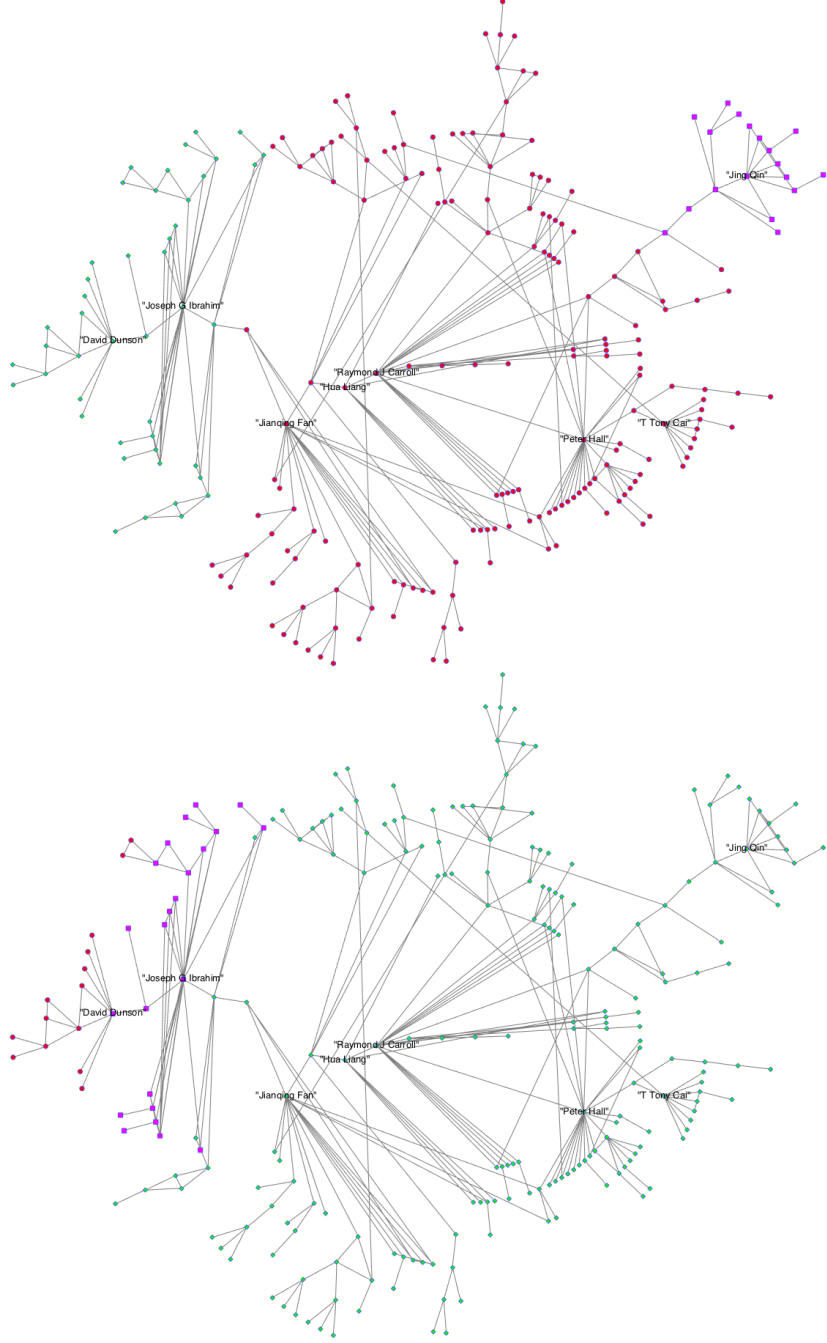 "Jing Qin"
"Joseph G Ibrahim"
"David Dunson"
"Raymond J Carroll"
"Hua Liang"
"Jianqing Fan"
"T Tony Cai"
"Peter Hall"
"Jing Qin"
"Joseph G Ibrahim"
"David Dunson"
"Raymond J Carroll"
"Hua Liang"
"Jianqing Fan"
"T Tony Cai"
"Peter Hall"